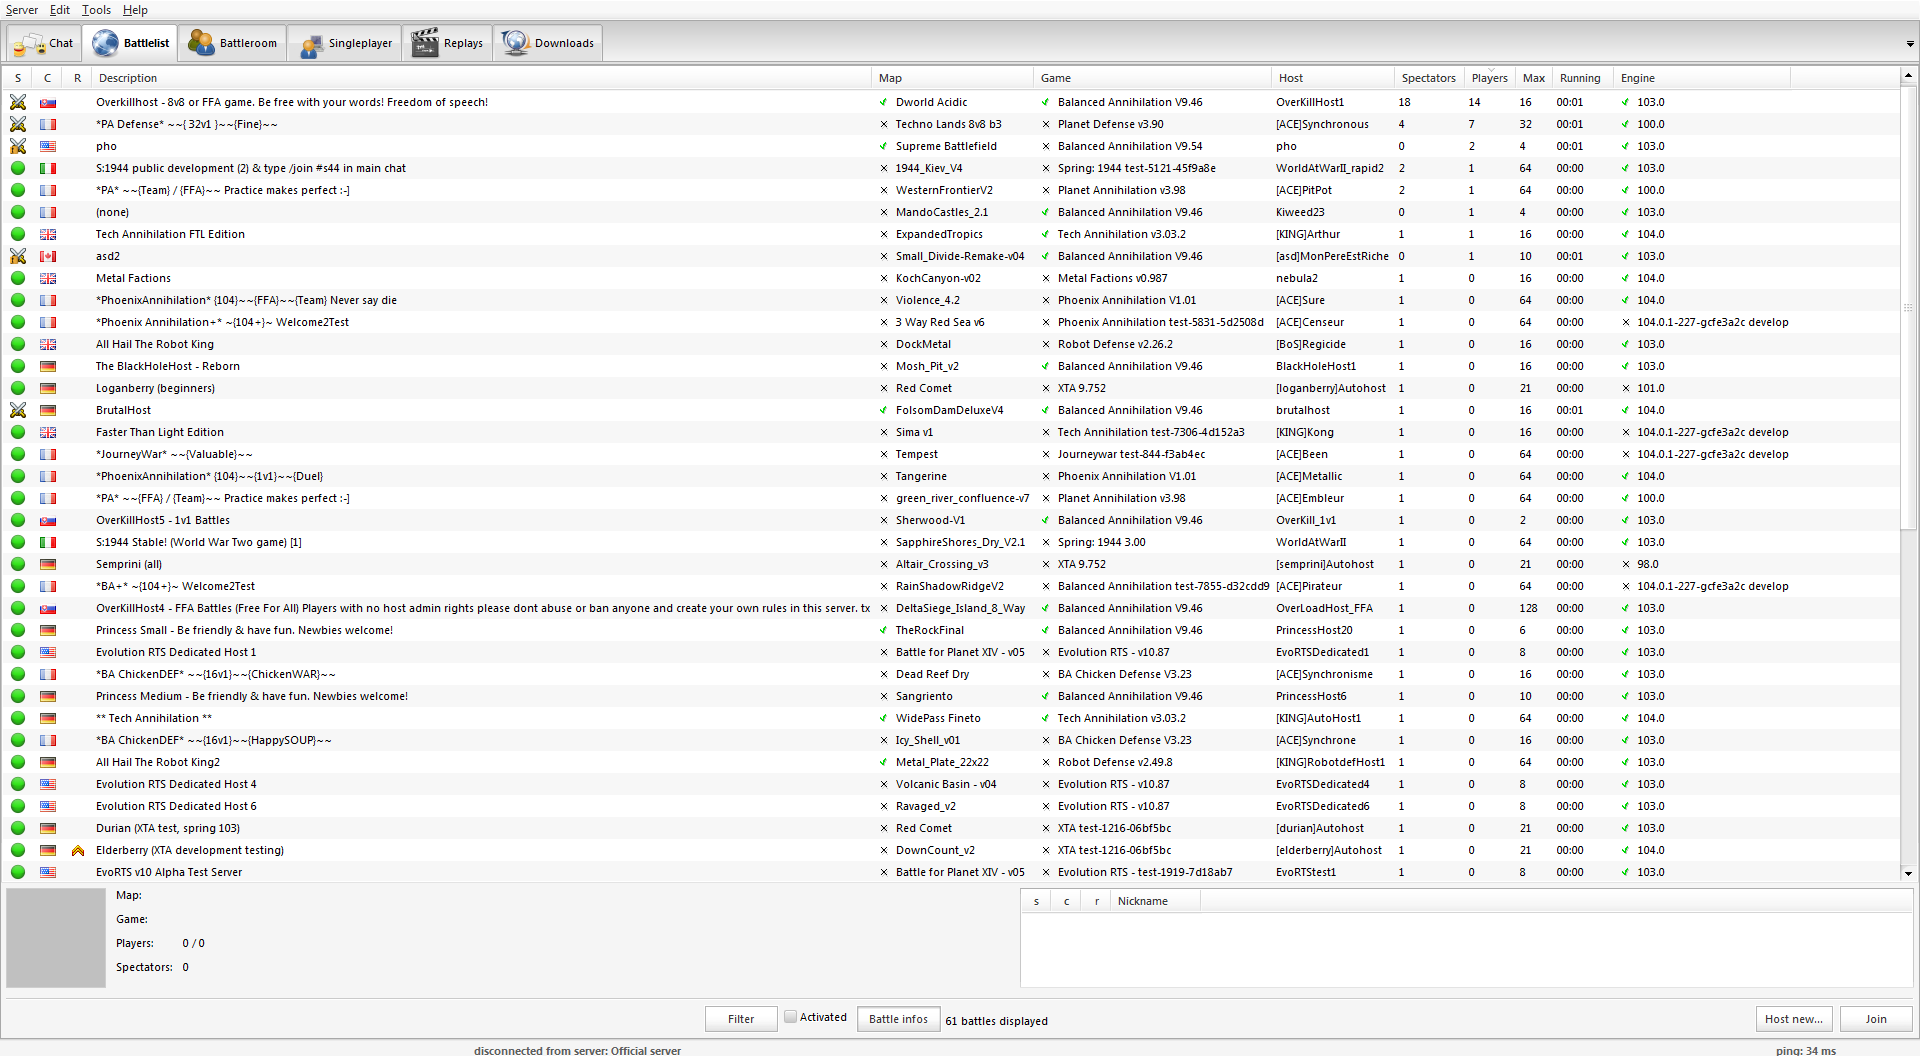 Server Edit Tools Help
Chat Battlelist Battleroom Singleplayer Replays Downloads
S C R Description Map Game Host Spectators Players Max Running Engine
Overkillhost - 8v8 or FFA game. Be free with your words! Freedom of speech! Dworld Acidic Balanced Annihilation V9.46 OverKillHost1 18 14 16 00:01 103.0
*PA Defense* ~~{ 32v1 }~~{Fine}~~ Techno Lands 8v8 b3 Planet Defense v3.90 [ACE]Synchronous 4 7 32 00:01 100.0
pho Supreme Battlefield Balanced Annihilation V9.54 pho 0 2 4 00:01 103.0
S:1944 public development (2) & type /join #s44 in main chat 1944_Kiev_V4 Spring: 1944 test-5121-45f9a8e WorldAtWarII_rapid2 2 1 64 00:00 103.0
*PA* ~~{Team} / {FFA}~~ Practice makes perfect :-] WesternFrontierV2 Planet Annihilation v3.98 [ACE]PitPot 2 1 64 00:00 100.0
(none) MandoCastles_2.1 Balanced Annihilation V9.46 Kiweed23 0 1 4 00:00 103.0
Tech Annihilation FTL Edition ExpandedTropics Tech Annihilation v3.03.2 [KING]Arthur 1 1 16 00:00 104.0
asd2 Small_Divide-Remake-v04 Balanced Annihilation V9.46 [asd]MonPereEstRiche 0 1 10 00:01 103.0
Metal Factions KochCanyon-v02 Metal Factions v0.987 nebula2 1 0 16 00:00 104.0
*PhoenixAnnihilation* {104}~~{FFA}~~{Team} Never say die Violence_4.2 Phoenix Annihilation V1.01 [ACE]Sure 1 0 64 00:00 104.0
*Phoenix Annihilation+* ~{104+}~ Welcome2Test 3 Way Red Sea v6 Phoenix Annihilation test-5831-5d2508d [ACE]Censeur 1 0 64 00:00 104.0.1-227-gcfe3a2c develop
All Hail The Robot King DockMetal Robot Defense v2.26.2 [BoS]Regicide 1 0 16 00:00 103.0
The BlackHoleHost - Reborn Mosh_Pit_v2 Balanced Annihilation V9.46 BlackHoleHost1 1 0 16 00:00 103.0
Loganberry (beginners) Red Comet XTA 9.752 [loganberry]Autohost 1 0 21 00:00 101.0
BrutalHost FolsomDamDeluxeV4 Balanced Annihilation V9.46 brutalhost 1 0 16 00:01 104.0
Faster Than Light Edition Sima v1 Tech Annihilation test-7306-4d152a3 [KING]Kong 1 0 16 00:00 104.0.1-227-gcfe3a2c develop
*JourneyWar* ~~{Valuable}~~ Tempest Journeywar test-844-f3ab4ec [ACE]Been 1 0 64 00:00 104.0.1-227-gcfe3a2c develop
*PhoenixAnnihilation* {104}~~{1v1}~~{Duel} Tangerine Phoenix Annihilation V1.01 [ACE]Metallic 1 0 64 00:00 104.0
*PA* ~~{FFA} / {Team}~~ Practice makes perfect :-] green_river_confluence-v7 Planet Annihilation v3.98 [ACE]Embleur 1 0 64 00:00 100.0
OverKillHost5 - 1v1 Battles Sherwood-V1 Balanced Annihilation V9.46 OverKill_1v1 1 0 2 00:00 103.0
S:1944 Stable! (World War Two game) [1] SapphireShores_Dry_V2.1 Spring: 1944 3.00 WorldAtWarII 1 0 64 00:00 103.0
Semprini (all) Altair_Crossing_v3 XTA 9.752 [semprini]Autohost 1 0 21 00:00 98.0
*BA+* ~{104+}~ Welcome2Test RainShadowRidgeV2 Balanced Annihilation test-7855-d32cdd9 [ACE]Pirateur 1 0 64 00:00 104.0.1-227-gcfe3a2c develop
OverKillHost4 - FFA Battles (Free For All) Players with no host admin rights please dont abuse or ban anyone and create your own rules in this server. tx DeltaSiege_Island_8_Way Balanced Annihilation V9.46 OverLoadHost_FFA 1 0 128 00:00 103.0
Princess Small - Be friendly & have fun. Newbies welcome! TheRockFinal Balanced Annihilation V9.46 PrincessHost20 1 0 6 00:00 103.0
Evolution RTS Dedicated Host 1 Battle for Planet XIV - v05 Evolution RTS - v10.87 EvoRTSDedicated1 1 0 8 00:00 103.0
*BA ChickenDEF* ~~{16v1}~~{ChickenWAR}~~ Dead Reef Dry BA Chicken Defense V3.23 [ACE]Synchronisme 1 0 16 00:00 103.0
Princess Medium - Be friendly & have fun. Newbies welcome! Sangriento Balanced Annihilation V9.46 PrincessHost6 1 0 10 00:00 103.0
** Tech Annihilation ** WidePass Fineto Tech Annihilation v3.03.2 [KING]AutoHost1 1 0 64 00:00 104.0
*BA ChickenDEF* ~~{16v1}~~{HappySOUP}~~ Icy_Shell_v01 BA Chicken Defense V3.23 [ACE]Synchrone 1 0 16 00:00 103.0
All Hail The Robot King2 Metal_Plate_22x22 Robot Defense v2.49.8 [KING]RobotdefHost1 1 0 64 00:00 103.0
Evolution RTS Dedicated Host 4 Volcanic Basin - v04 Evolution RTS - v10.87 EvoRTSDedicated4 1 0 8 00:00 103.0
Evolution RTS Dedicated Host 6 Ravaged_v2 Evolution RTS - v10.87 EvoRTSDedicated6 1 0 8 00:00 103.0
Durian (XTA test, spring 103) Red Comet XTA test-1216-06bf5bc [durian]Autohost 1 0 21 00:00 103.0
Elderberry (XTA development testing) DownCount_v2 XTA test-1216-06bf5bc [elderberry]Autohost 1 0 21 00:00 104.0
EvoRTS v10 Alpha Test Server Battle for Planet XIV - v05 Evolution RTS - test-1919-7d18ab7 EvoRTStest1 1 0 8 00:00 103.0
Map:
Game:
Players: 0 / 0
Spectators: 0
s c r Nickname
Filter Activated Battle infos 61 battles displayed Host new... Join
disconnected from server: Official server ping: 34 ms